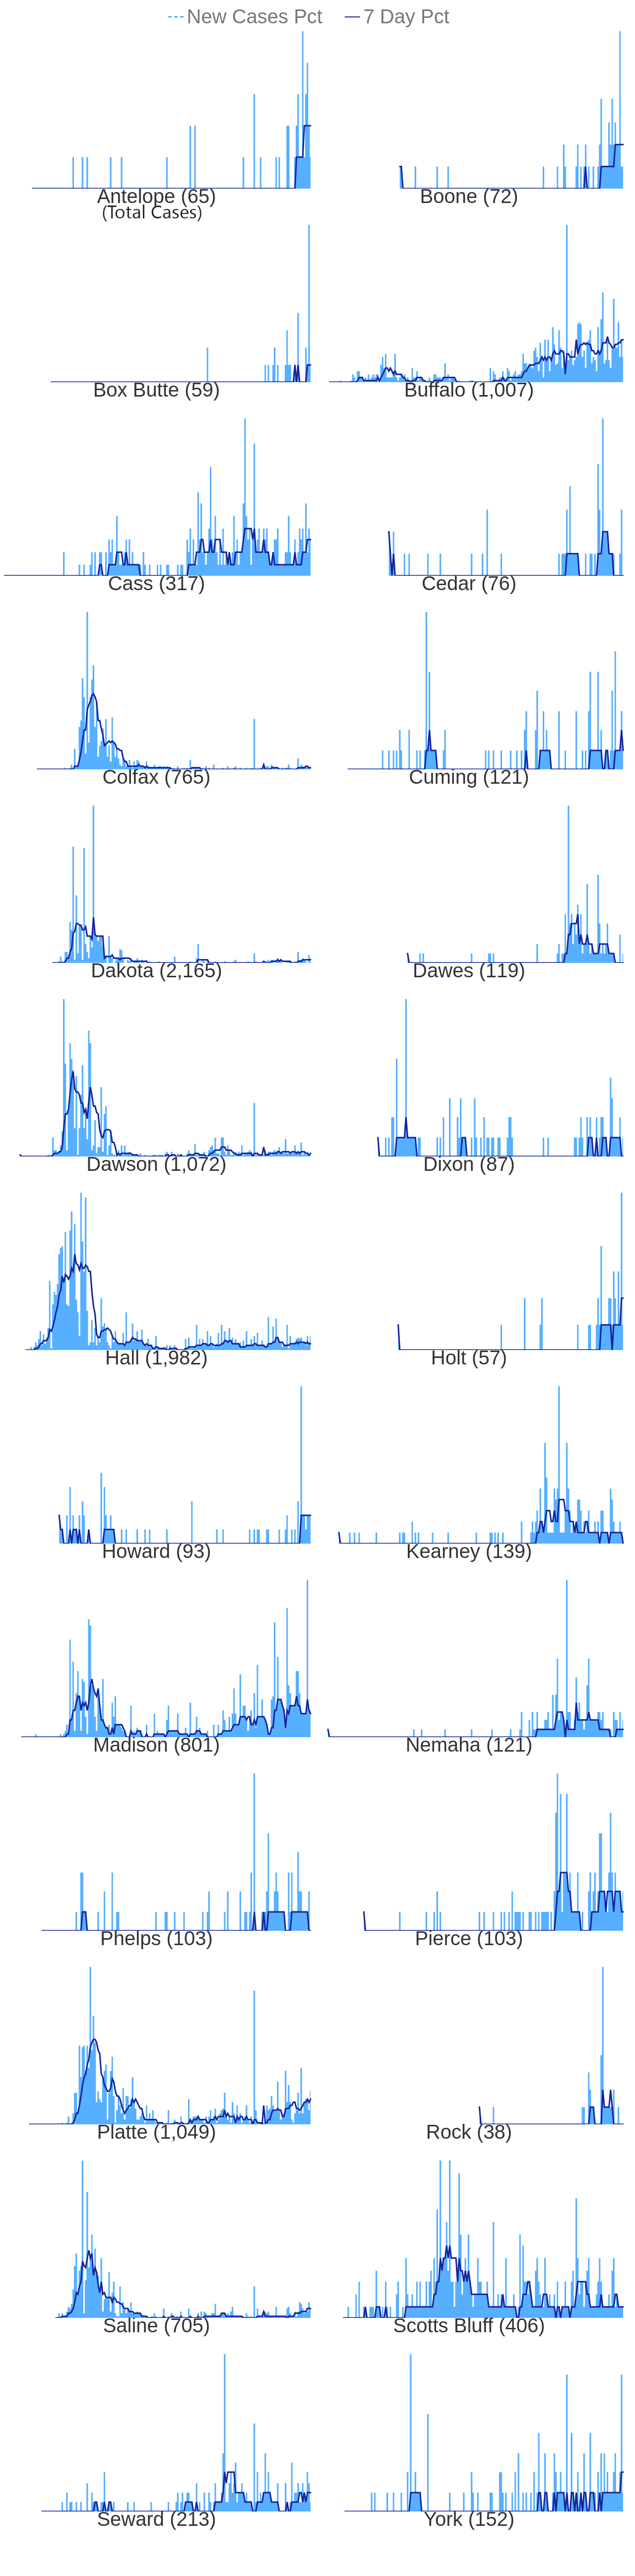 New Cases Pct 7 Day Pct
Antelope (65) Boone (72)
(Total Cases)
Box Butte (59) Buffalo (1,007)
Cass (317) Cedar (76)
Colfax (765) Cuming (121)
Dakota (2,165) Dawes (119)
Dawson (1,072) Dixon (87)
Hall (1,982) Holt (57)
Howard (93) Kearney (139)
Madison (801) Nemaha (121)
Phelps (103) Pierce (103)
Platte (1,049) Rock (38)
Saline (705) Scotts Bluff (406)
Seward (213) York (152)